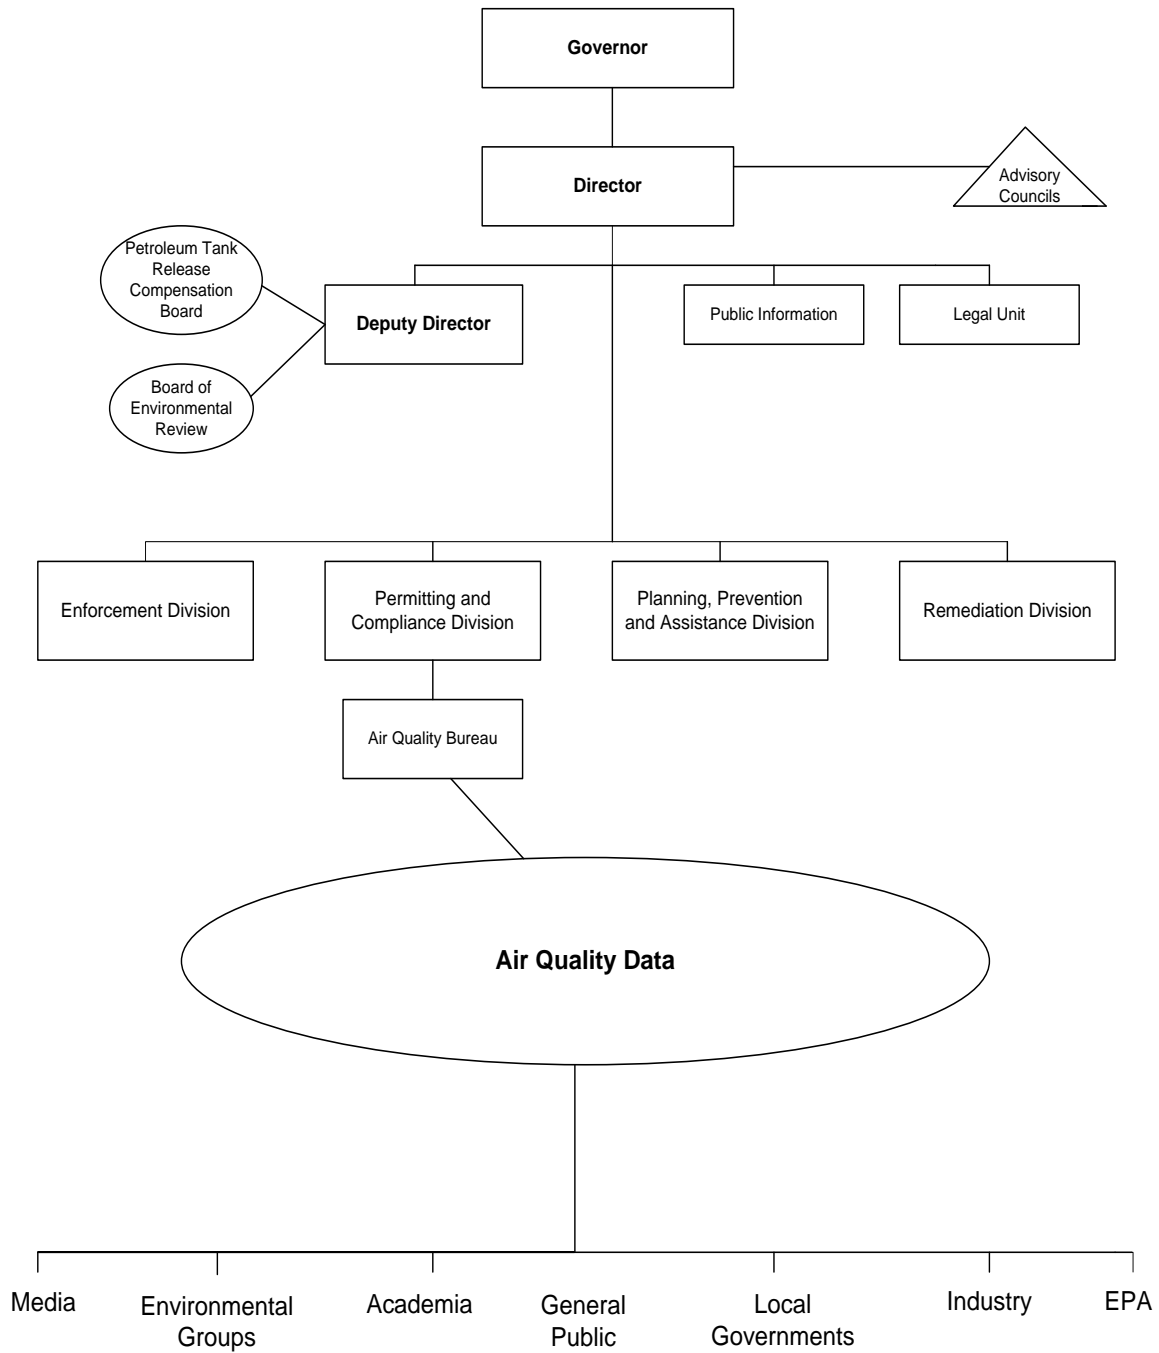 Governor
Director
Advisory
Councils
Petroleum Tank
Release
Compensation
Board
Deputy Director
Public Information
Legal Unit
Board of
Environmental
Review
Enforcement Division
Permitting and
Compliance Division
Planning, Prevention
and Assistance Division
Remediation Division
Air Quality Bureau
Air Quality Data
Media
Environmental
Groups
Academia
General
Public
Local
Governments
Industry
EPA